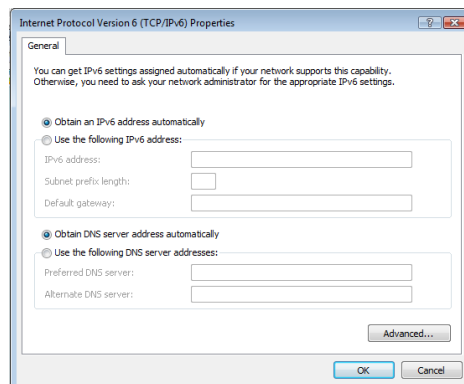 Internet Protocol Version 6 (TCP/IPv6) Properties
General
You can get IPv6 settings assigned automatically if your network supports this capability.
Otherwise, you need to ask your network administrator for the appropriate IPv6 settings.
Obtain an IPv6 address automatically
Use the following IPv6 address:
IPv6 address:
Subnet prefix length:
Default gateway:
Obtain DNS server address automatically
Use the following DNS server addresses:
Preferred DNS server:
Alternate DNS server:
Advanced...
OK Cancel